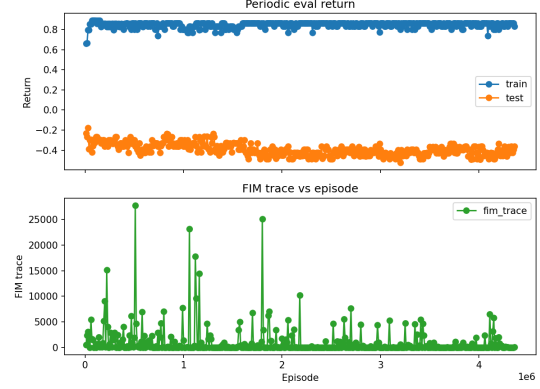 Periodic eval return
0.8
0.6
0.4
0.2
0.0
−0.2
−0.4
Return
train
test
FIM trace vs episode
25000
20000
15000
10000
5000
0
FIM trace
fim_trace
0
1
2
3
4
1e6
Episode